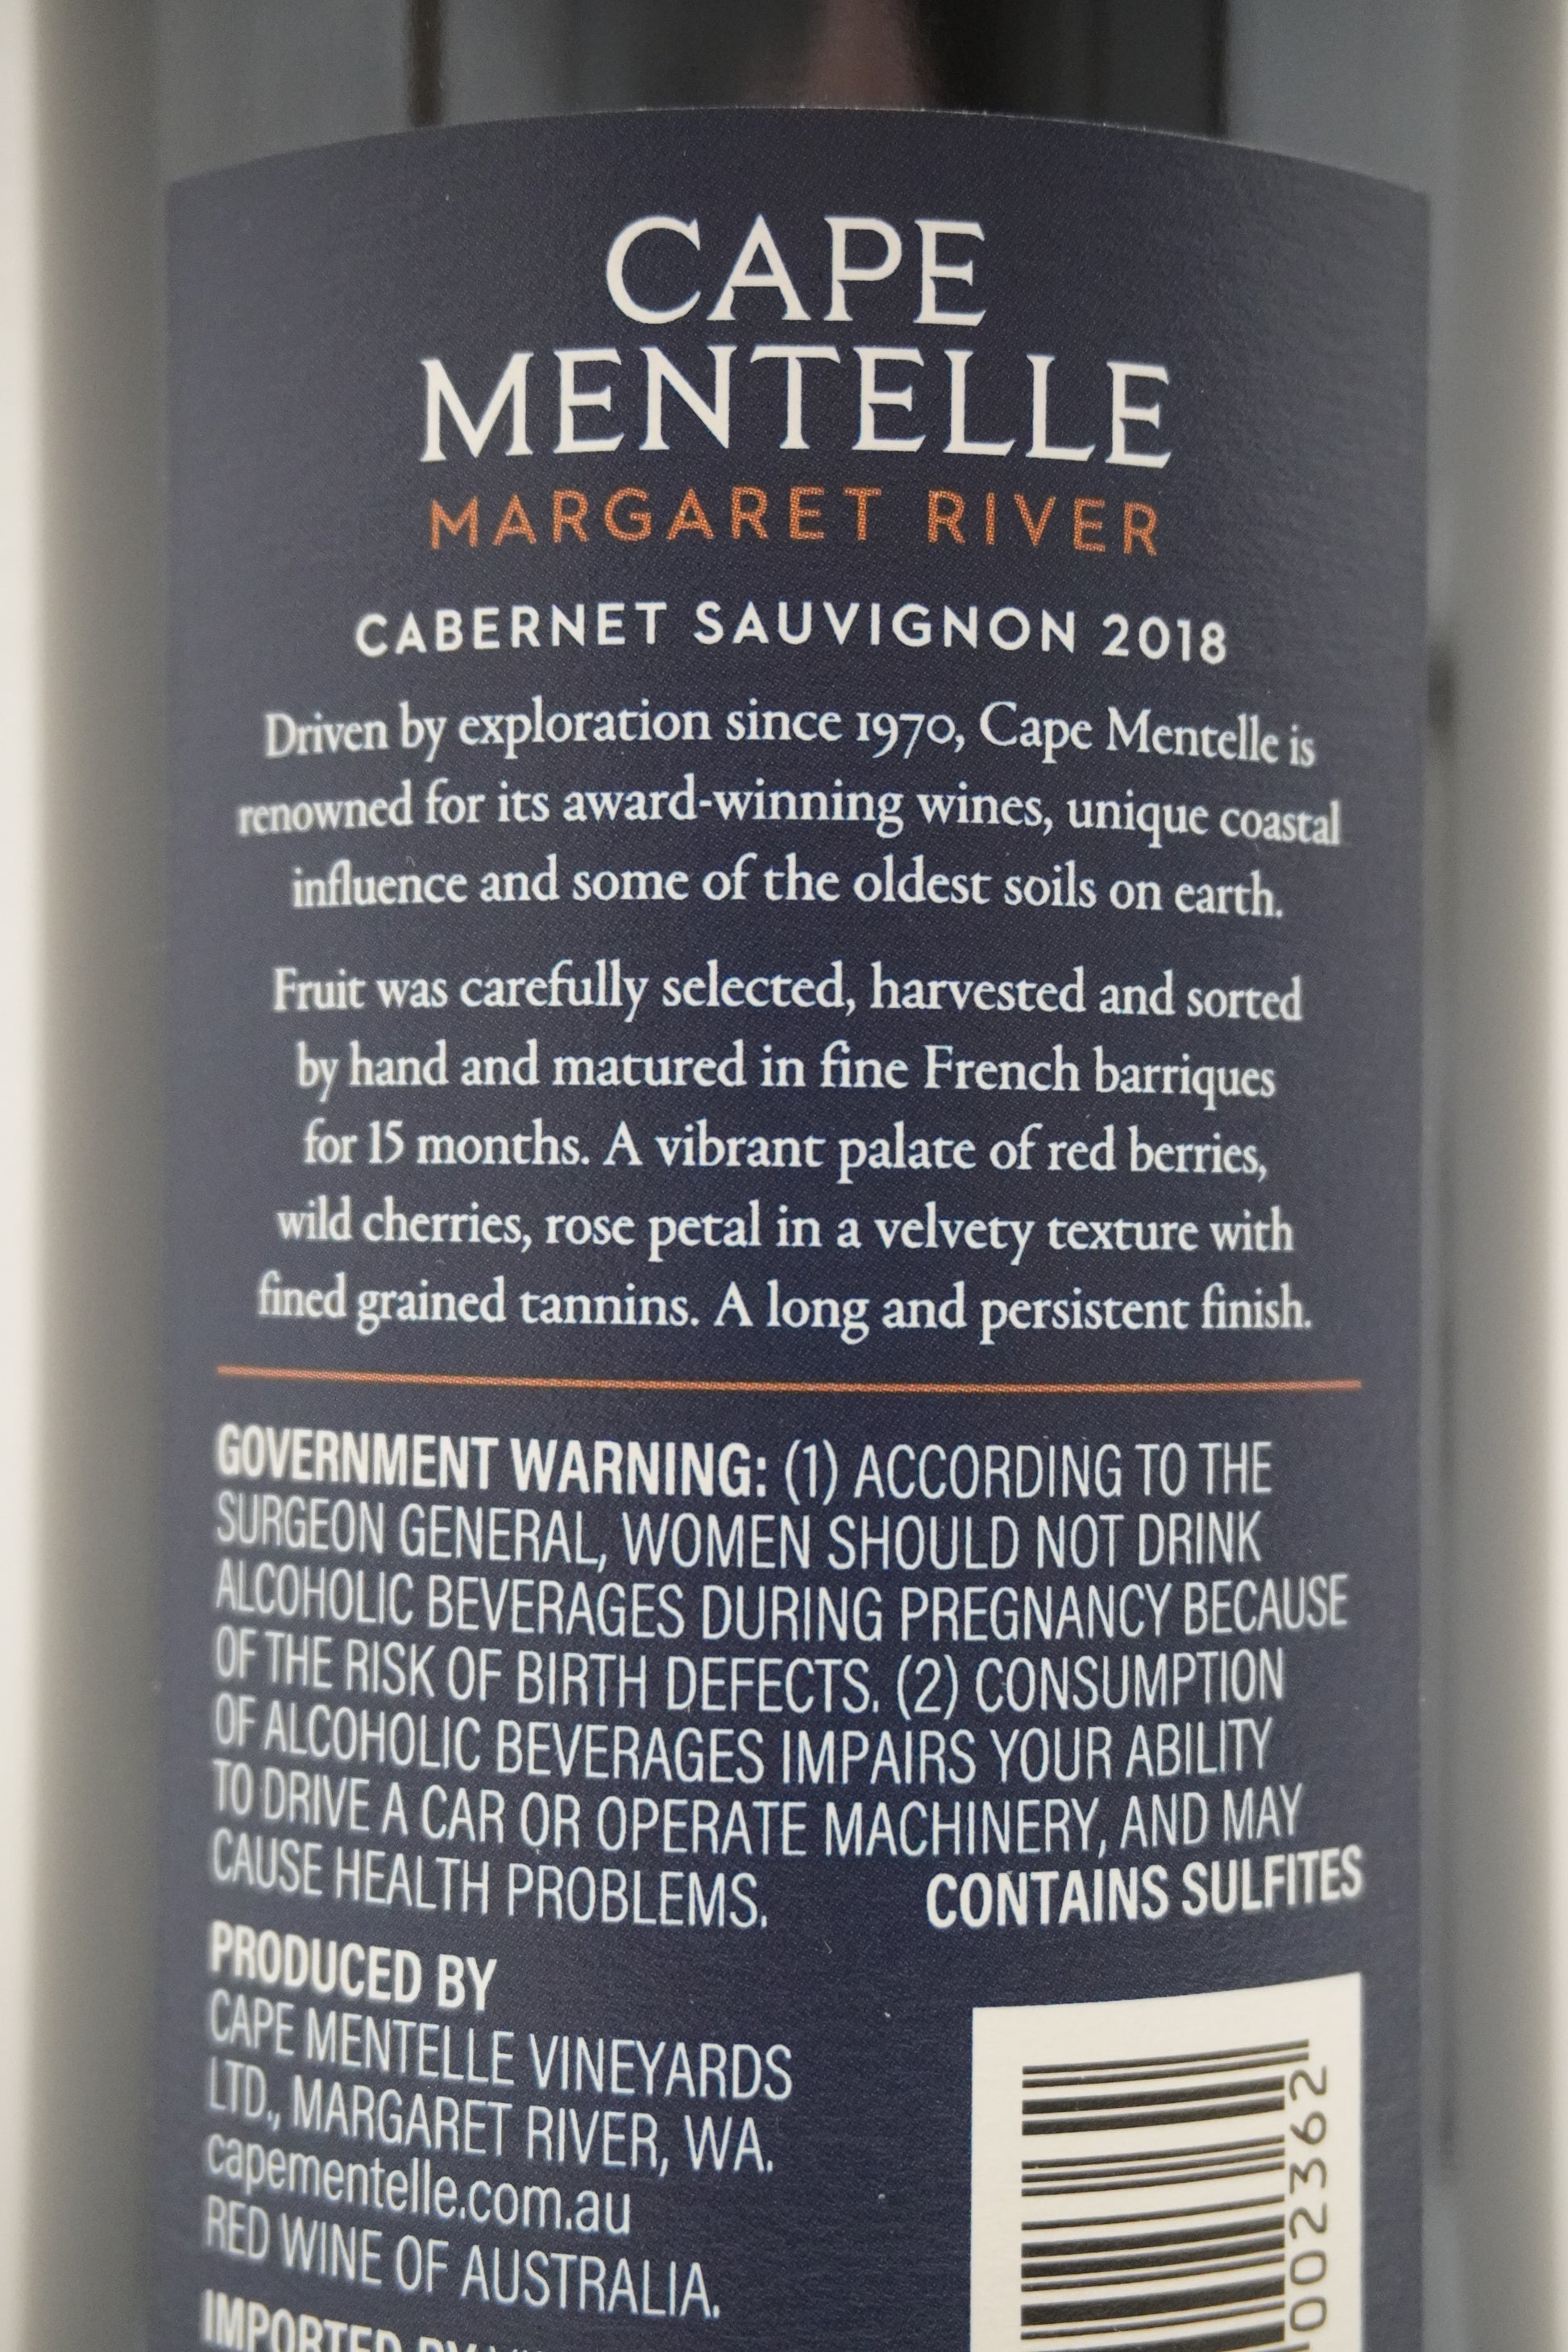 CAPE
MENTELLE
MARGARET RIVER
CABERNET SAUVIGNON 2018
Driven by exploration since 1970, Cape Mentelle is
renowned for its award-winning wines, unique coastal
influence and some of the oldest soils on earth.
Fruit was carefully selected, harvested and sorted
by hand and matured in fine French barriques
for 15 months. A vibrant palate of red berries,
wild cherries, rose petal in a velvety texture with
fined grained tannins. A long and persistent finish.
GOVERNMENT WARNING: (1) ACCORDING TO THE
SURGEON GENERAL, WOMEN SHOULD NOT DRINK
ALCOHOLIC BEVERAGES DURING PREGNANCY BECAUSE
OF THE RISK OF BIRTH DEFECTS. (2) CONSUMPTION
OF ALCOHOLIC BEVERAGES IMPAIRS YOUR ABILITY
TO DRIVE A CAR OR OPERATE MACHINERY, AND MAY
CAUSE HEALTH PROBLEMS. CONTAINS SULFITES
PRODUCED BY
CAPE MENTELLE VINEYARDS
LTD., MARGARET RIVER, WA.
capementelle.com.au
RED WINE OF AUSTRALIA.
IMPORTED BY
002362